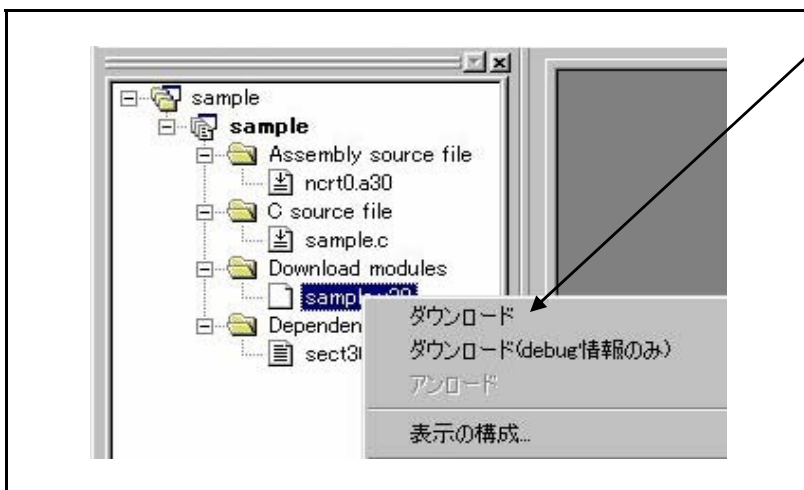 sample
sample
Assembly source file
ncrt0.a30
C source file
sample.c
Download modules
ダウンロード
ダウンロード(debug情報のみ)
アンロード
表示の構成...